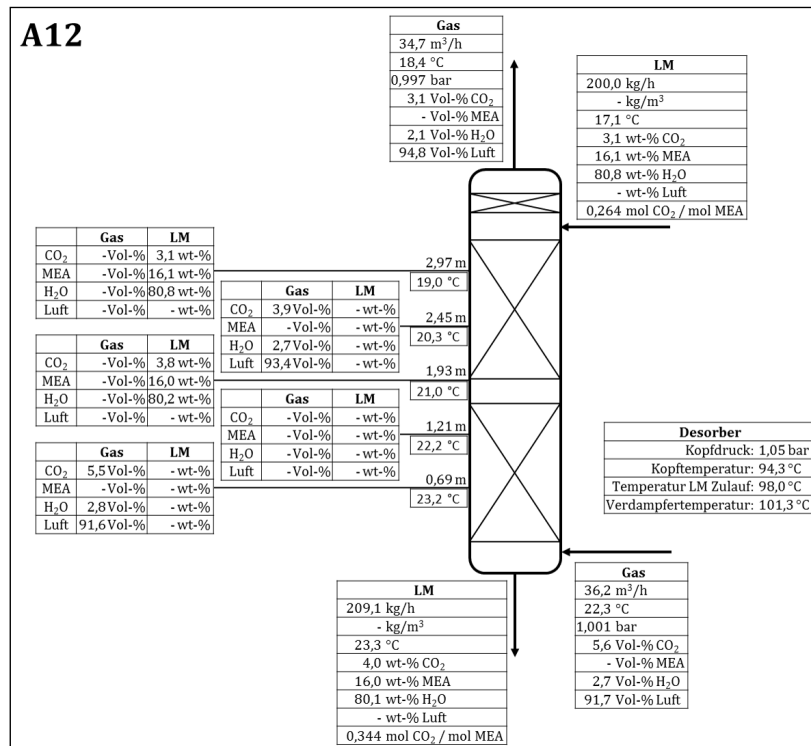 A12
Gas
34,7 m³/h
18,4 °C
0,997 bar
3,1 Vol-% CO₂
- Vol-% MEA
2,1 Vol-% H₂O
94,8 Vol-% Luft
LM
200,0 kg/h
- kg/m³
17,1 °C
3,1 wt-% CO₂
16,1 wt-% MEA
80,8 wt-% H₂O
- wt-% Luft
0,264 mol CO₂ / mol MEA
Gas LM
CO₂ -Vol-% 3,1 wt-%
MEA -Vol-% 16,1 wt-%
H₂O -Vol-% 80,8 wt-%
Luft -Vol-% - wt-%
2,97 m
19,0 °C
Gas LM
CO₂ 3,9 Vol-% - wt-%
MEA -Vol-% - wt-%
H₂O 2,7 Vol-% - wt-%
Luft 93,4 Vol-% - wt-%
2,45 m
20,3 °C
Gas LM
CO₂ -Vol-% 3,8 wt-%
MEA -Vol-% 16,0 wt-%
H₂O -Vol-% 80,2 wt-%
Luft -Vol-% - wt-%
1,93 m
21,0 °C
Gas LM
CO₂ -Vol-% - wt-%
MEA -Vol-% - wt-%
H₂O -Vol-% - wt-%
Luft -Vol-% - wt-%
1,21 m
22,2 °C
Gas LM
CO₂ 5,5 Vol-% - wt-%
MEA -Vol-% - wt-%
H₂O 2,8 Vol-% - wt-%
Luft 91,6 Vol-% - wt-%
0,69 m
23,2 °C
Desorber
Kopfdruck: 1,05 bar
Kopftemperatur: 94,3 °C
Temperatur LM Zulauf: 98,0 °C
Verdampfertemperatur: 101,3 °C
LM
209,1 kg/h
- kg/m³
23,3 °C
4,0 wt-% CO₂
16,0 wt-% MEA
80,1 wt-% H₂O
- wt-% Luft
0,344 mol CO₂ / mol MEA
Gas
36,2 m³/h
22,3 °C
1,001 bar
5,6 Vol-% CO₂
- Vol-% MEA
2,7 Vol-% H₂O
91,7 Vol-% Luft